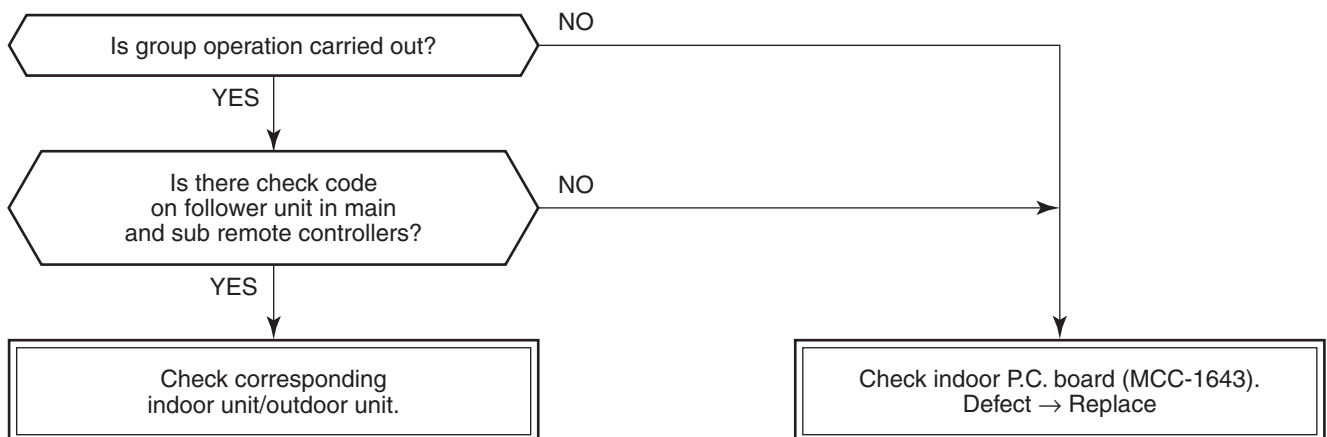 Is group operation carried out?
NO
YES
Is there check code
on follower unit in main
and sub remote controllers?
NO
YES
Check corresponding
indoor unit/outdoor unit.
Check indoor P.C. board (MCC-1643).
Defect → Replace